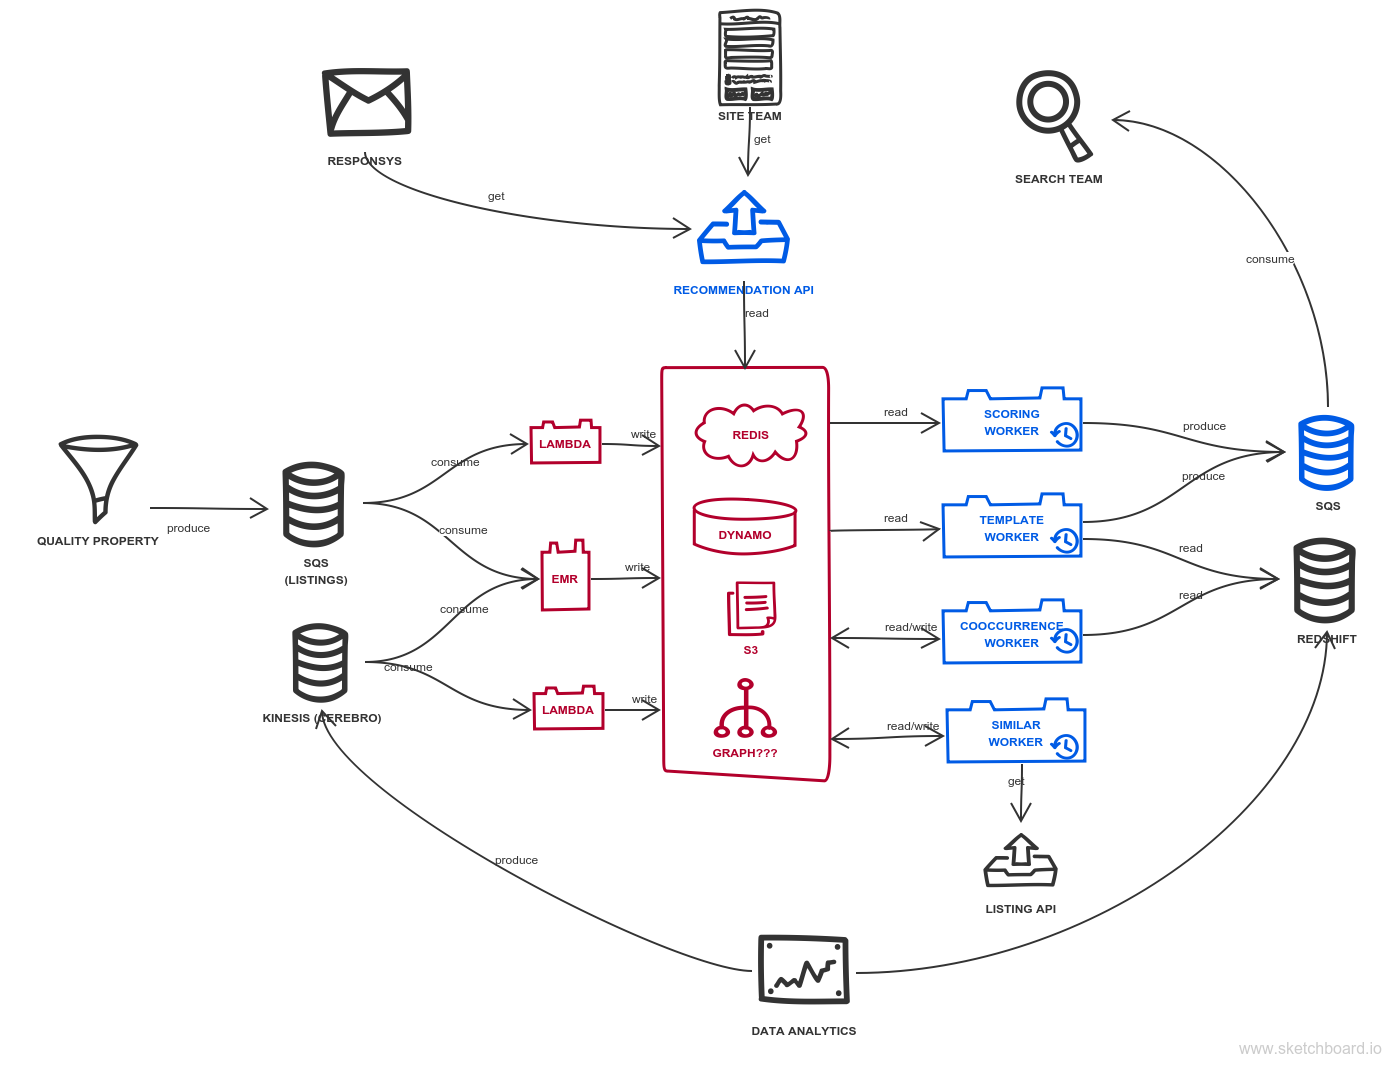 SITE TEAM
get
RESPONSYS
get
SEARCH TEAM
consume
RECOMMENDATION API
read
LAMBDA
write
consume
REDIS
read
SCORING
WORKER
produce
produce
SQS
QUALITY PROPERTY
produce
SQS
(LISTINGS)
consume
EMR
write
consume
DYNAMO
read
TEMPLATE
WORKER
read
read
REDSHIFT
KINESIS (CEREBRO)
consume
LAMBDA
write
S3
read/write
COOCCURRENCE
WORKER
GRAPH???
read/write
SIMILAR
WORKER
get
LISTING API
produce
DATA ANALYTICS
www.sketchboard.io